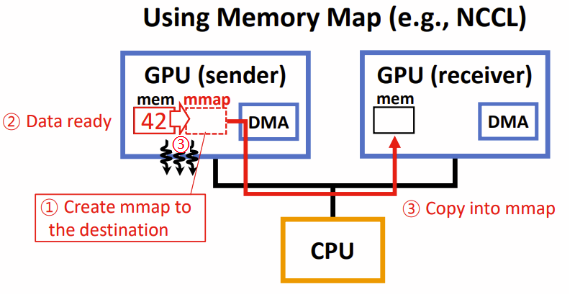 Using Memory Map (e.g., NCCL)
GPU (sender)
mem mmap
42
DMA
③
② Data ready
① Create mmap to
the destination
GPU (receiver)
mem
DMA
③ Copy into mmap
CPU